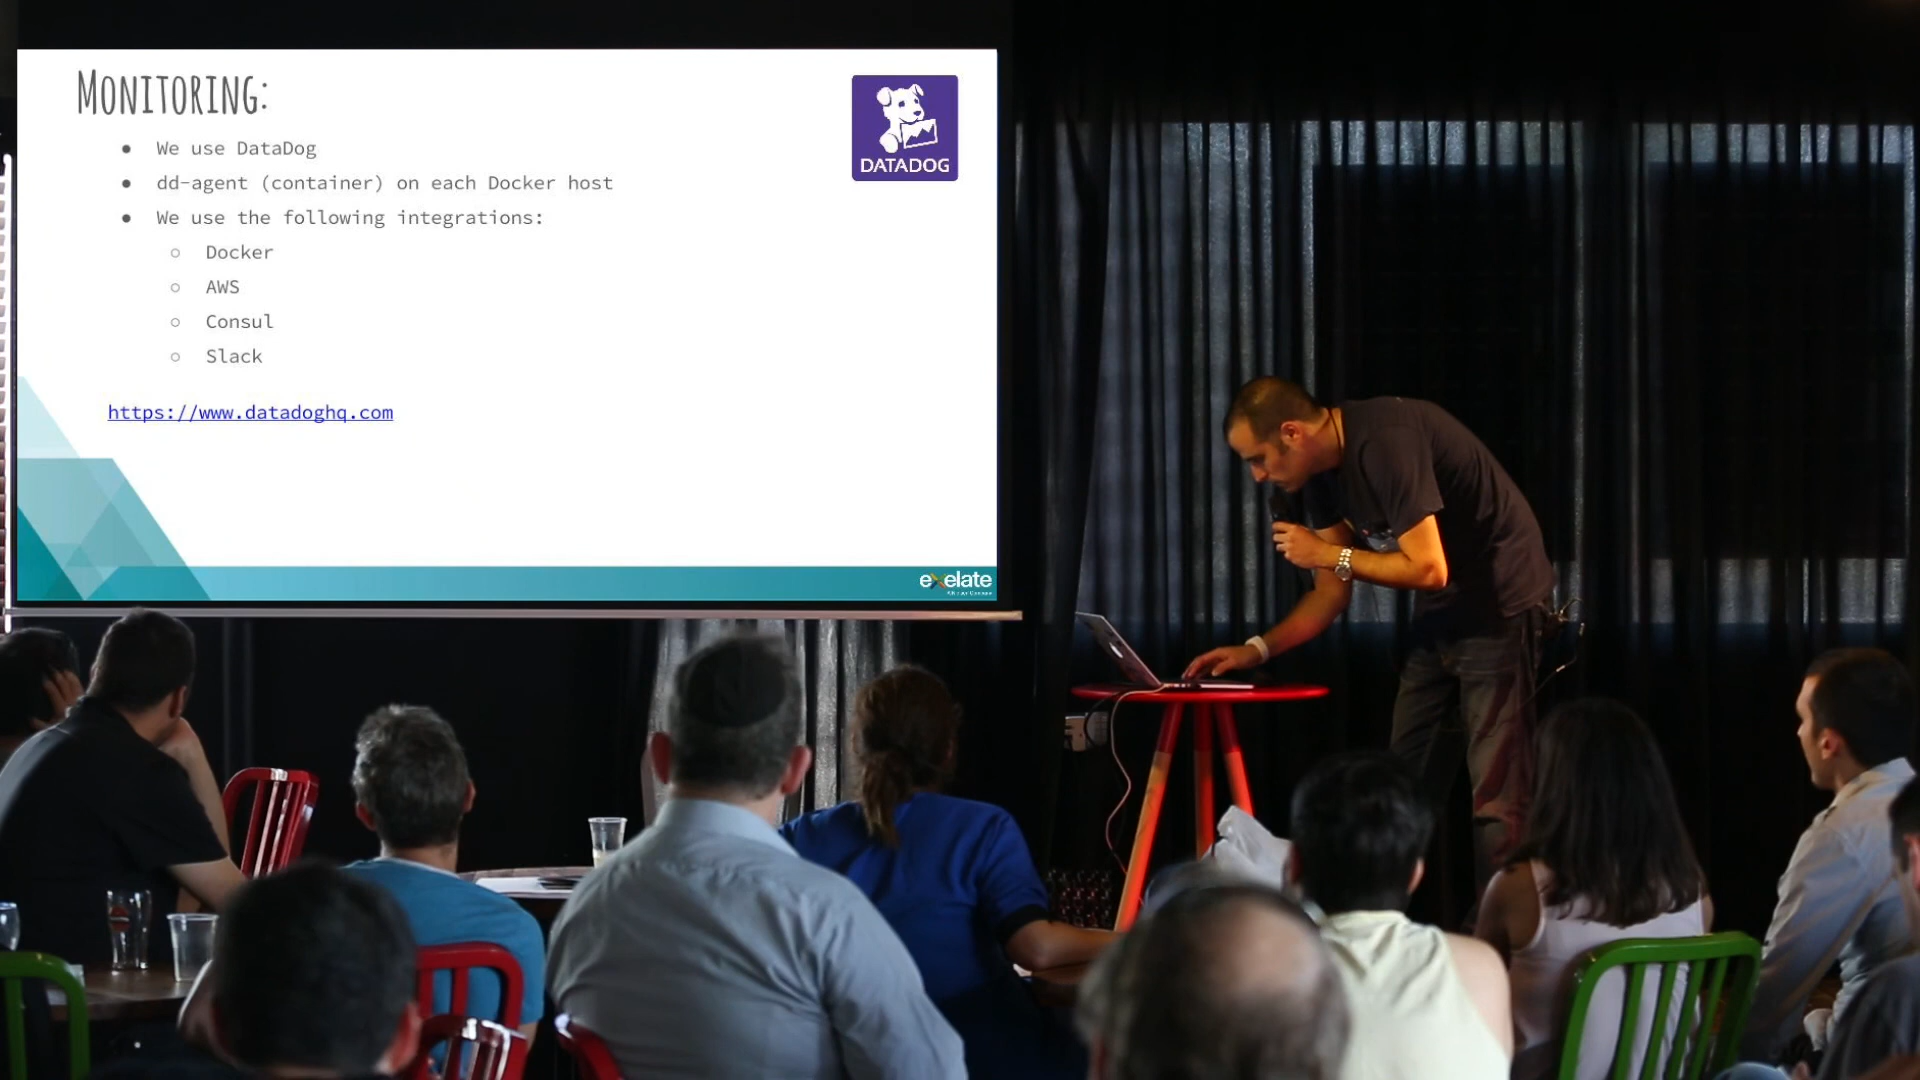 MONITORING:
DATADOG
● We use DataDog
● dd-agent (container) on each Docker host
● We use the following integrations:
○ Docker
○ AWS
○ Consul
○ Slack
https://www.datadoghq.com
eXelate